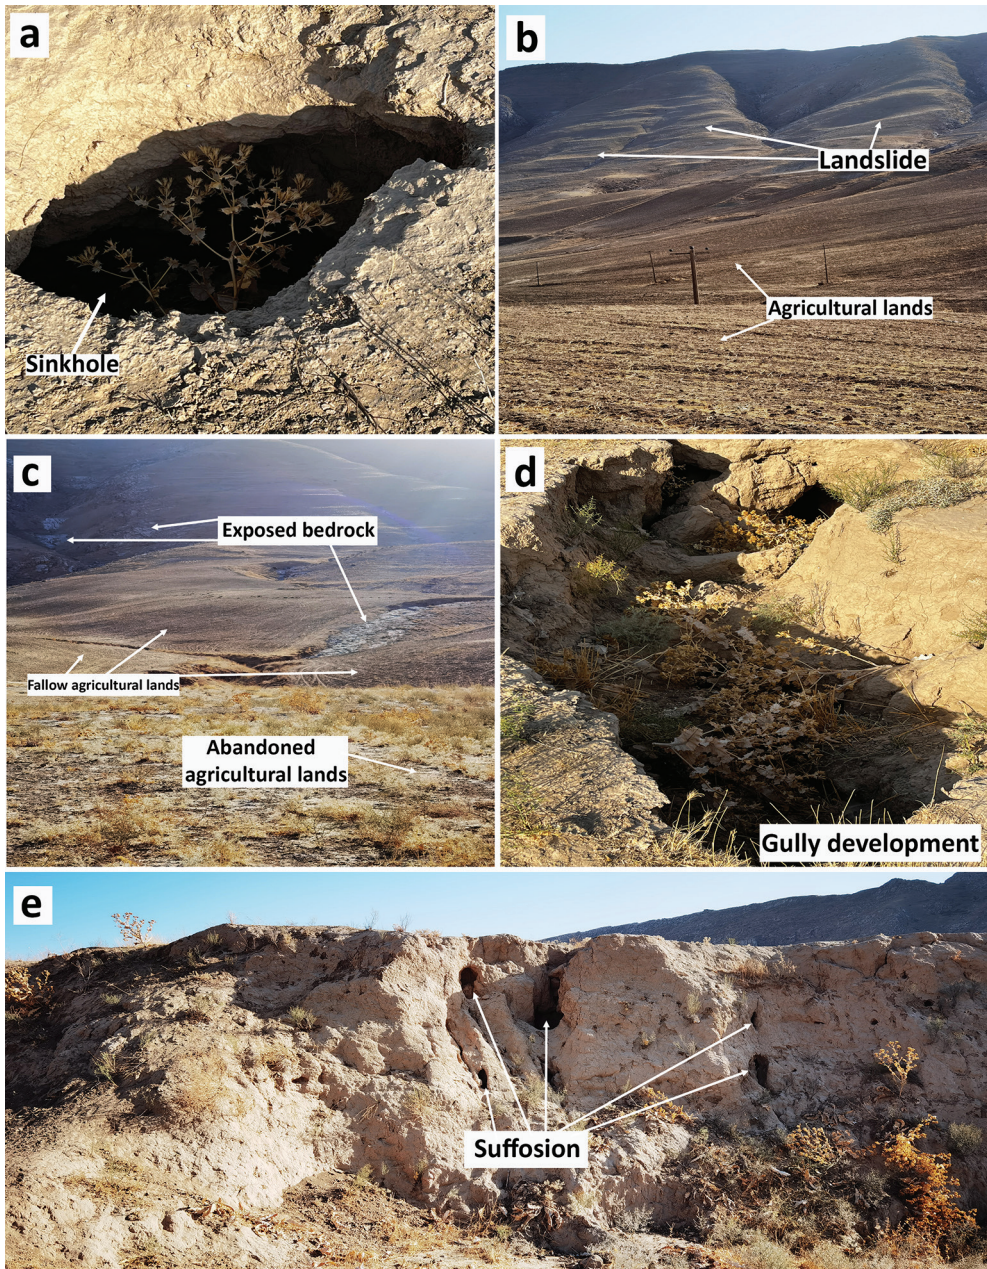 a
Sinkhole
b
Landslide
Agricultural lands
c
Exposed bedrock
Fallow agricultural lands
Abandoned
agricultural lands
d
Gully development
e
Suffosion